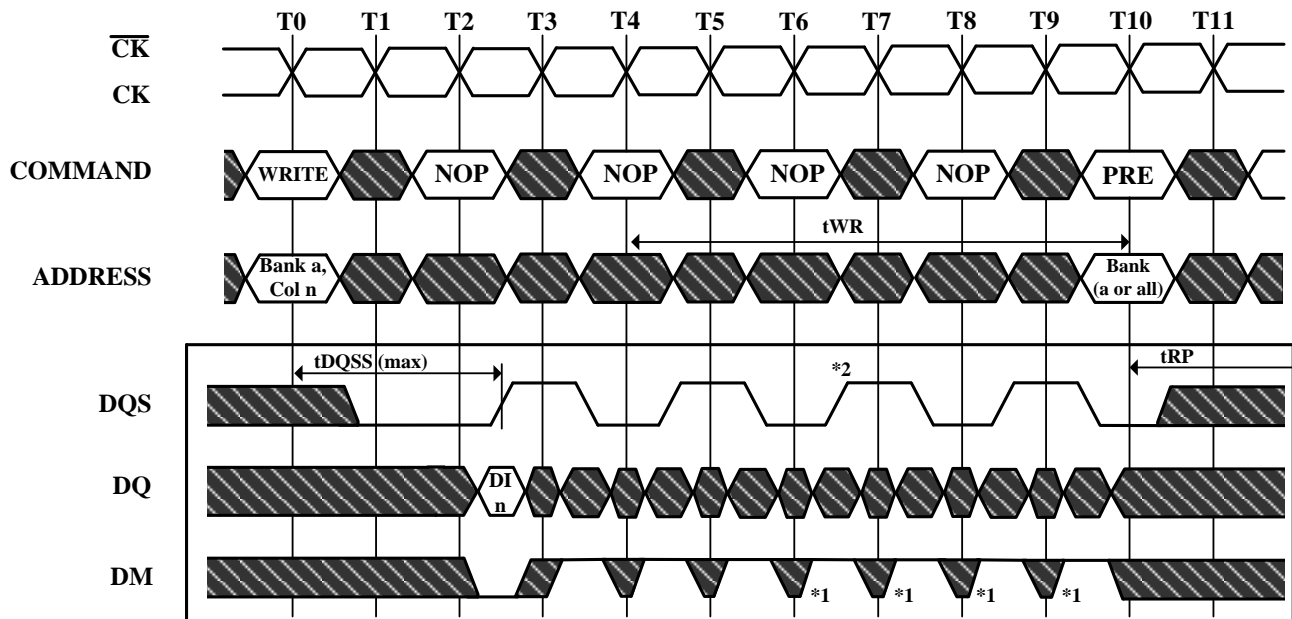 T0 T1 T2 T3 T4 T5 T6 T7 T8 T9 T10 T11
CK
CK
COMMAND WRITE NOP NOP NOP NOP PRE
tWR
ADDRESS
Bank a,
Col n
Bank
(a or all)
tDQSS (max)
tRP
*2
DQS
DQ
DI
n
DM
*1 *1 *1 *1